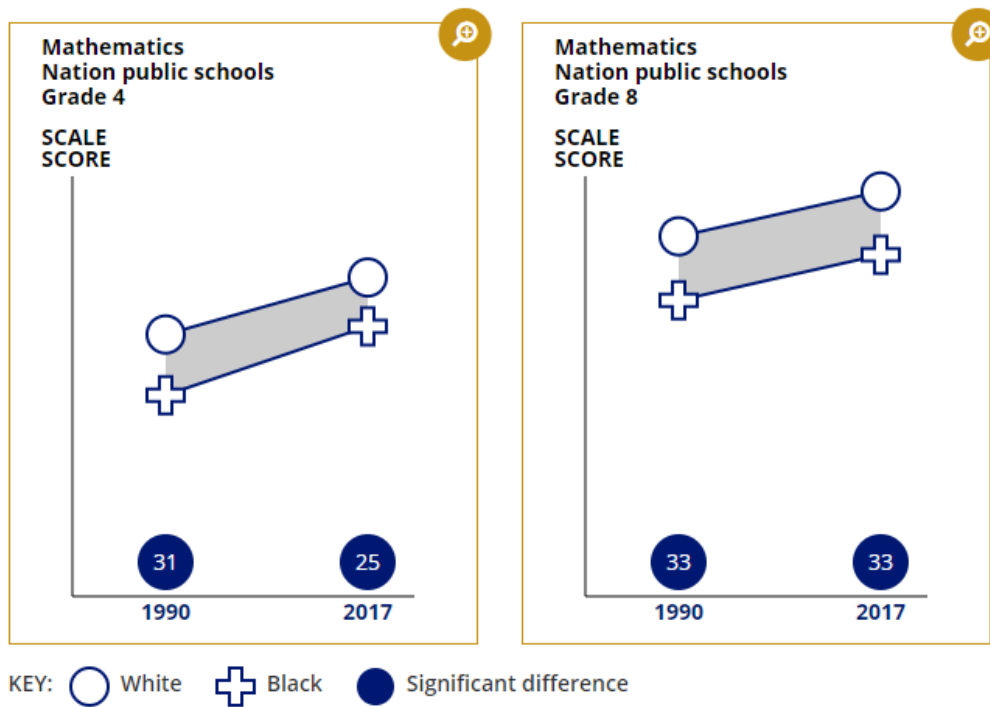 Mathematics
Nation public schools
Grade 4
SCALE
SCORE
31
25
1990
2017
Mathematics
Nation public schools
Grade 8
SCALE
SCORE
33
33
1990
2017
KEY: White Black Significant difference